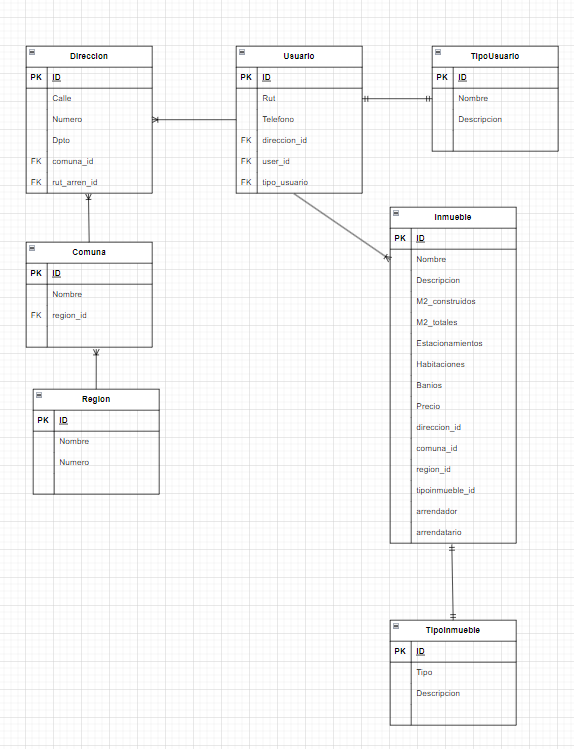 Direccion
PK ID
Calle
Numero
Dpto
FK comuna_id
FK rut_arren_id
Usuario
PK ID
Rut
Telefono
FK direccion_id
FK user_id
FK tipo_usuario
TipoUsuario
PK ID
Nombre
Descripcion
Comuna
PK ID
Nombre
FK region_id
Region
PK ID
Nombre
Numero
Inmueble
PK ID
Nombre
Descripcion
M2_construidos
M2_totales
Estacionamientos
Habitaciones
Banios
Precio
direccion_id
comuna_id
region_id
tipoinmueble_id
arrendador
arrendatario
TipoInmueble
PK ID
Tipo
Descripcion